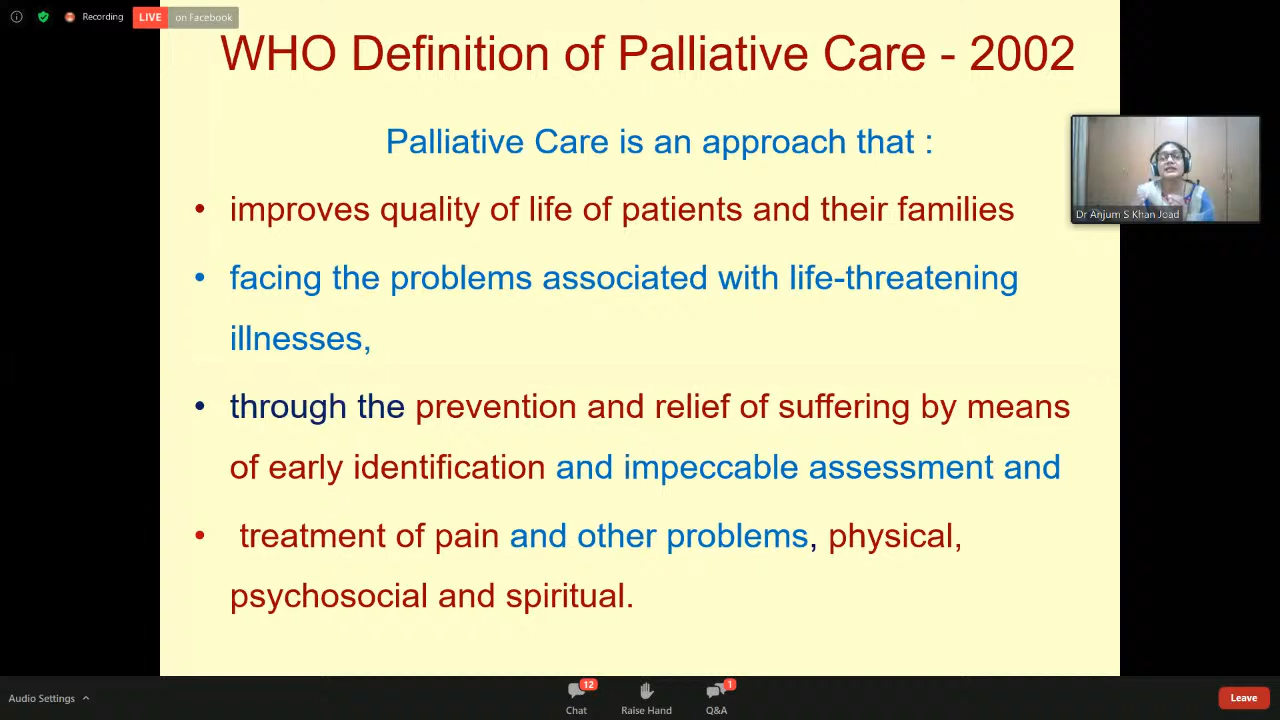 Recording
LIVE on Facebook
WHO Definition of Palliative Care - 2002
Palliative Care is an approach that :
• improves quality of life of patients and their families
• facing the problems associated with life-threatening
illnesses,
• through the prevention and relief of suffering by means
of early identification and impeccable assessment and
• treatment of pain and other problems, physical,
psychosocial and spiritual.
Dr Anjum S Khan Joad
Audio Settings
12
Chat
Raise Hand
1
Q&A
Leave